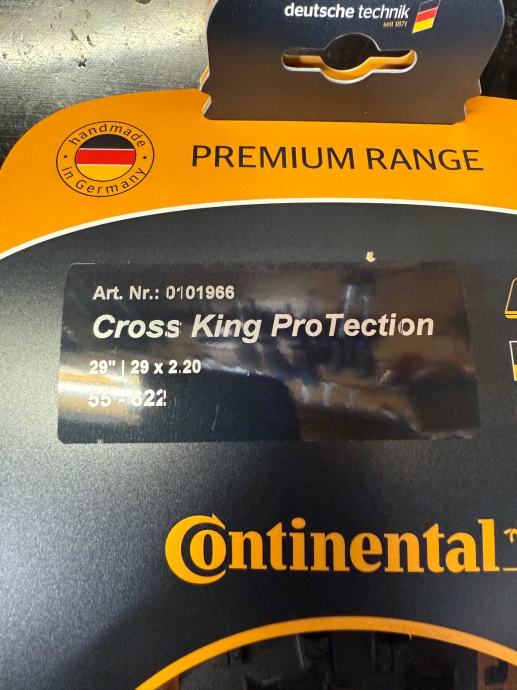 deutsche technik
seit 1871
handmade
in Germany
PREMIUM RANGE
Art. Nr.: 0101966
Cross King ProTection
29" | 29 x 2.20
55 - 622
Continental